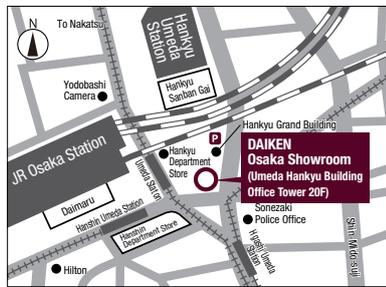 N
To Nakatsu
Hankyu
Umeda
Station
Yodobashi
Camera
Hankyu
Sanban Gai
P
Hankyu Grand Building
JR Osaka Station
Hankyu
Department
Store
DAIKEN
Osaka Showroom
(Umeda Hankyu Building
Office Tower 20F)
Umeda Station
Daimaru
Hanshin Umeda Station
Hanshin
Department Store
Sonezaki
Police Office
Higashi Umeda
Station
Shin Mido-suji
Hilton